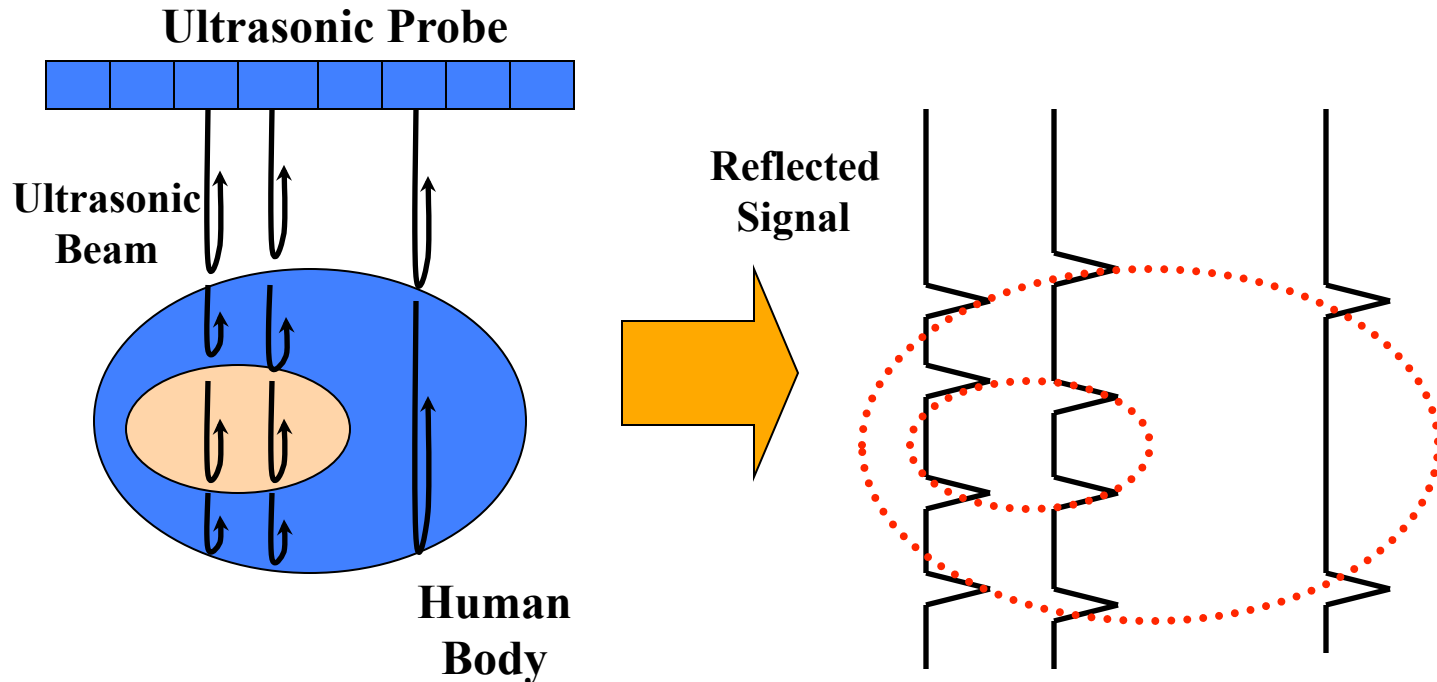 Ultrasonic Probe
Ultrasonic
Beam
Human
Body
Reflected
Signal